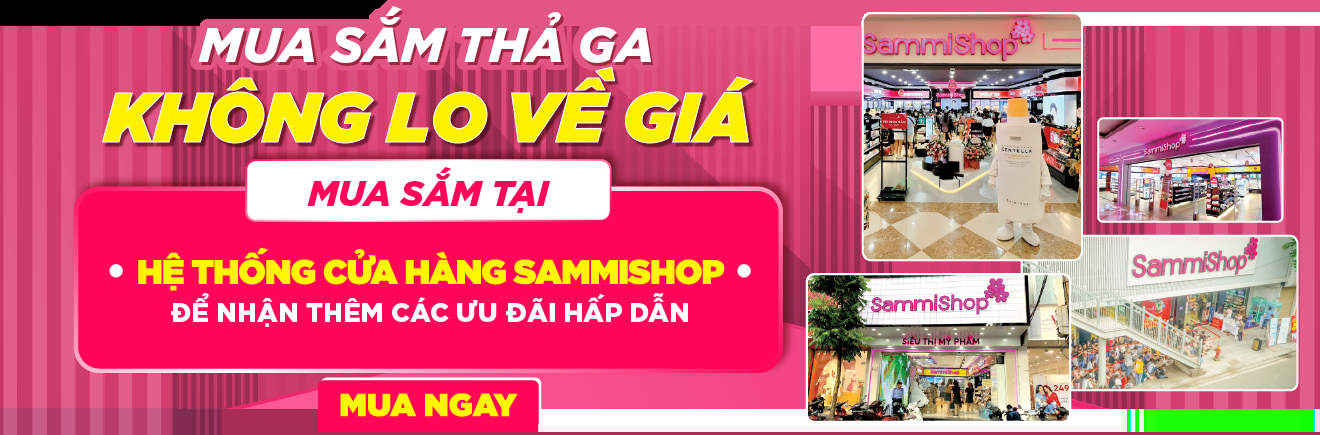 MUA SẮM THẢ GA
KHÔNG LO VỀ GIÁ
MUA SẮM TẠI
• HỆ THỐNG CỬA HÀNG SAMMISHOP •
ĐỂ NHẬN THÊM CÁC ƯU ĐÃI HẤP DẪN
MUA NGAY
SammiShop
SammiShop
CENTELLA
SammiShop
SammiShop
SammiShop
SIÊU THỊ MỸ PHẨM
SammiShop
249